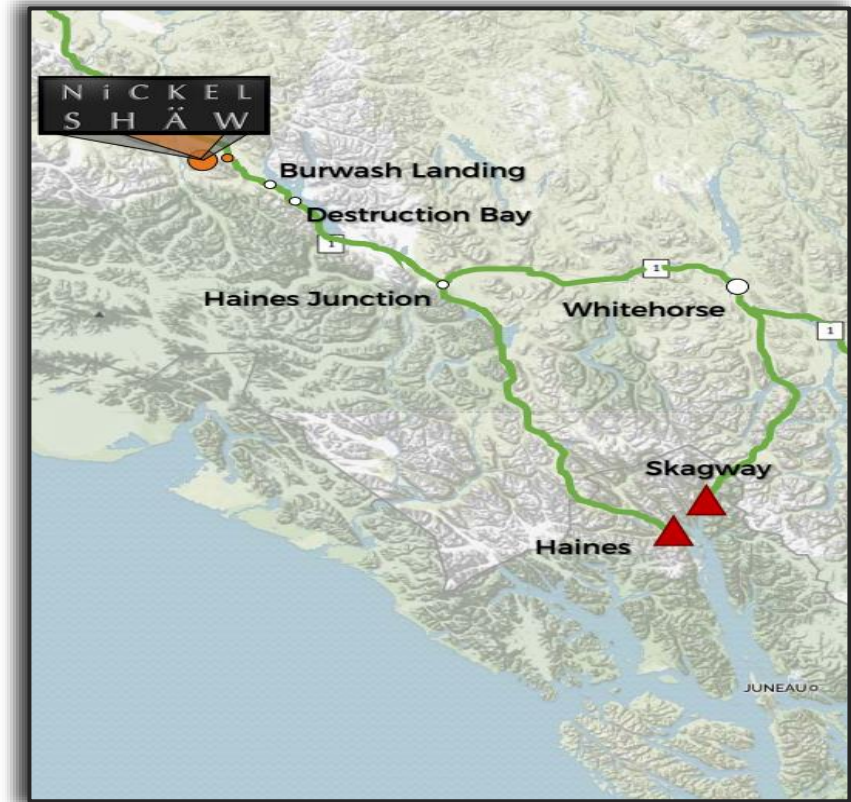 NiCKEL
SHÄW
Burwash Landing
Destruction Bay
1
Haines Junction
1
Whitehorse
1
Skagway
Haines
JUNEAU